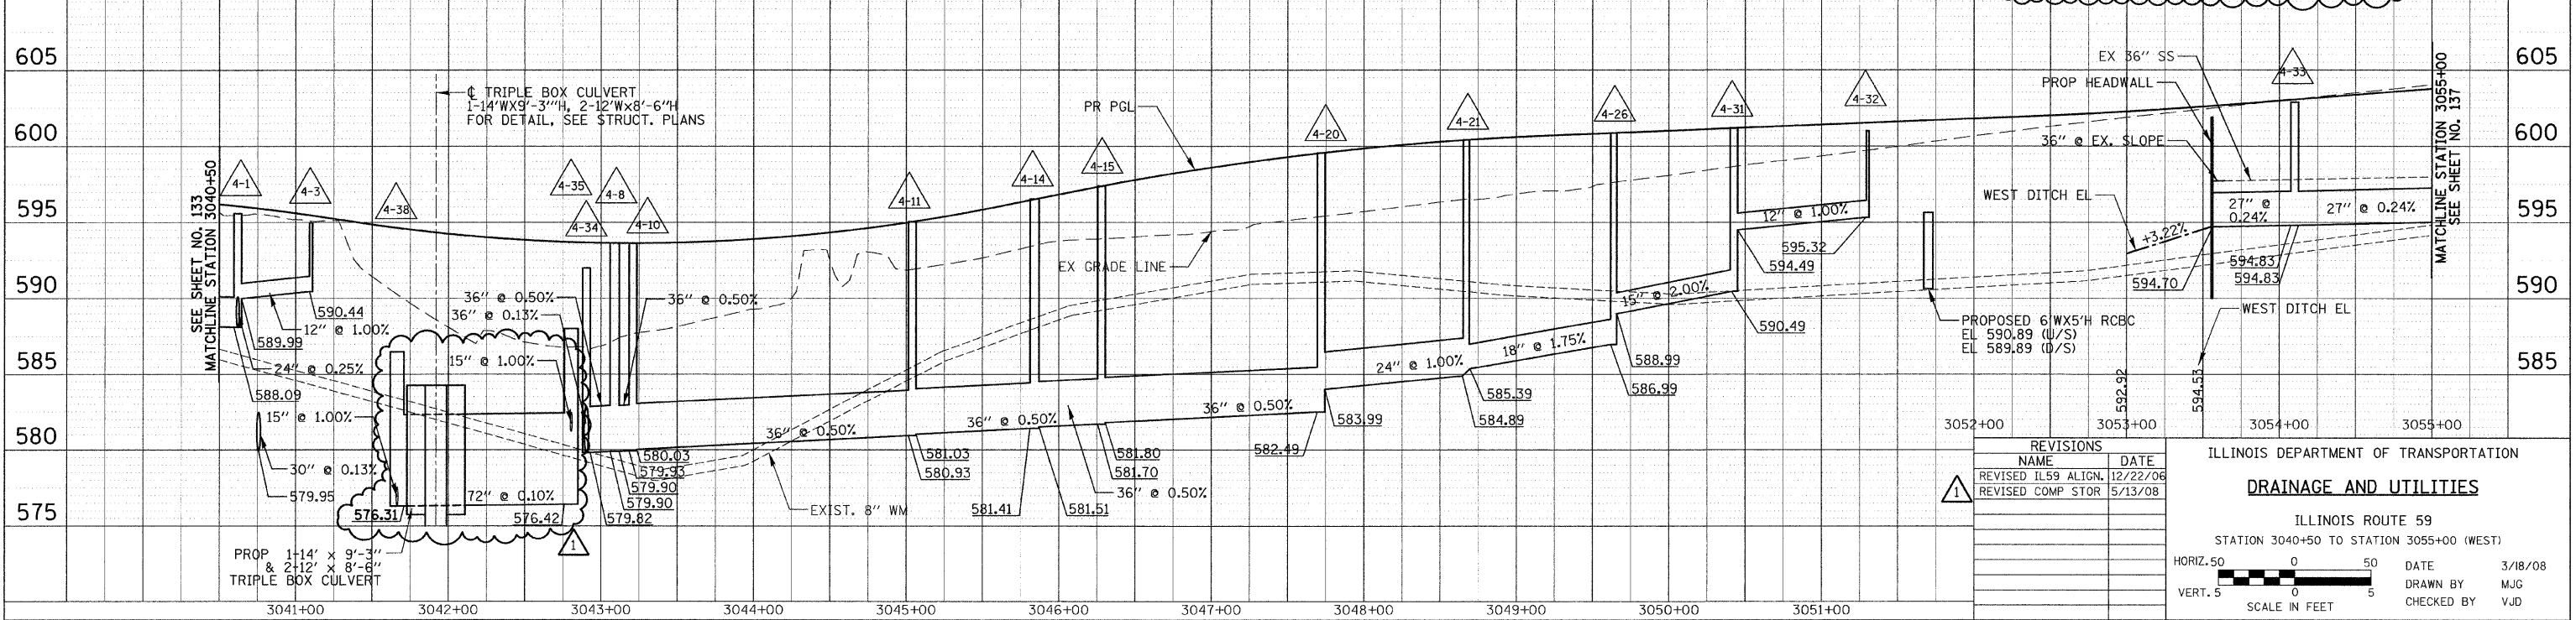 605
600
595
590
585
580
575
SEE SHEET NO. 133
MATCHLINE STATION 3040+50
4-1
4-3
4-38
4-35
4-34
4-8
4-10
4-11
4-14
4-15
4-20
4-21
4-26
4-31
4-32
4-33
℄ TRIPLE BOX CULVERT
1-14'WX9'-3"'H, 2-12'Wx8'-6"H
FOR DETAIL, SEE STRUCT. PLANS
PR PGL
EX GRADE LINE
EX 36" SS
PROP HEADWALL
36" @ EX. SLOPE
WEST DITCH EL
+3.22%
27" @
0.24%
27" @ 0.24%
594.83
594.83
594.70
WEST DITCH EL
592.92
594.53
MATCHLINE STATION 3055+00
SEE SHEET NO. 137
605
600
595
590
585
580
575
590.44
12" @ 1.00%
589.99
24" @ 0.25%
588.09
15" @ 1.00%
30" @ 0.13%
579.95
576.31
PROP 1-14' x 9'-3"
& 2-12' x 8'-6"
TRIPLE BOX CULVERT
36" @ 0.50%
36" @ 0.13%
15" @ 1.00%
36" @ 0.50%
72" @ 0.10%
576.42
1
580.03
579.93
579.90
579.90
579.82
36" @ 0.50%
EXIST. 8" WM
581.03
580.93
36" @ 0.50%
581.41
581.51
581.80
581.70
36" @ 0.50%
36" @ 0.50%
582.49
583.99
24" @ 1.00%
585.39
584.89
18" @ 1.75%
588.99
586.99
15" @ 2.00%
590.49
12" @ 1.00%
595.32
594.49
PROPOSED 6'WX5'H RCBC
EL 590.89 (U/S)
EL 589.89 (D/S)
3041+00
3042+00
3043+00
3044+00
3045+00
3046+00
3047+00
3048+00
3049+00
3050+00
3051+00
3052+00
3053+00
3054+00
3055+00
1
REVISIONS
NAME DATE
REVISED IL59 ALIGN. 12/22/06
REVISED COMP STOR 5/13/08
ILLINOIS DEPARTMENT OF TRANSPORTATION
DRAINAGE AND UTILITIES
ILLINOIS ROUTE 59
STATION 3040+50 TO STATION 3055+00 (WEST)
HORIZ. 50 0 50
VERT. 5 0 5
SCALE IN FEET
DATE 3/18/08
DRAWN BY MJG
CHECKED BY VJD